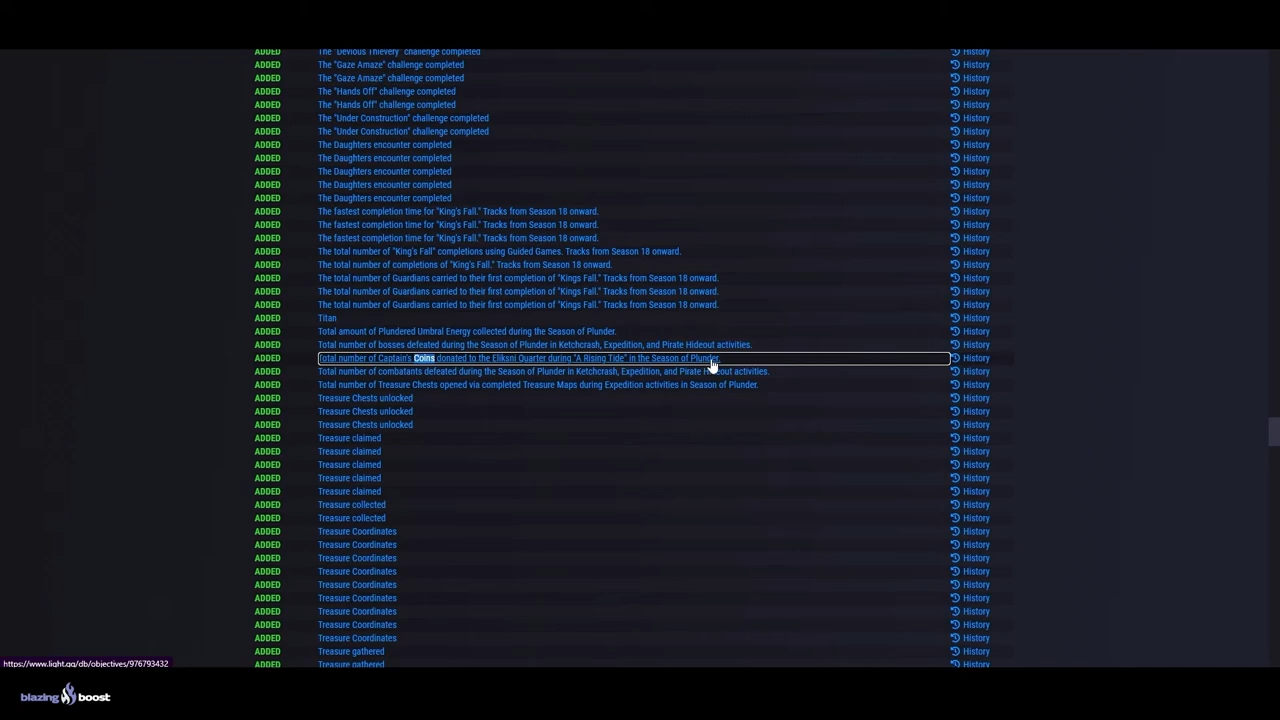 ADDED The "Devious Thievery" challenge completed History
ADDED The "Gaze Amaze" challenge completed History
ADDED The "Gaze Amaze" challenge completed History
ADDED The "Hands Off" challenge completed History
ADDED The "Hands Off" challenge completed History
ADDED The "Under Construction" challenge completed History
ADDED The "Under Construction" challenge completed History
ADDED The Daughters encounter completed History
ADDED The Daughters encounter completed History
ADDED The Daughters encounter completed History
ADDED The Daughters encounter completed History
ADDED The Daughters encounter completed History
ADDED The fastest completion time for "King's Fall." Tracks from Season 18 onward. History
ADDED The fastest completion time for "King's Fall." Tracks from Season 18 onward. History
ADDED The fastest completion time for "King's Fall." Tracks from Season 18 onward. History
ADDED The total number of "King's Fall" completions using Guided Games. Tracks from Season 18 onward. History
ADDED The total number of completions of "King's Fall." Tracks from Season 18 onward. History
ADDED The total number of Guardians carried to their first completion of "Kings Fall." Tracks from Season 18 onward. History
ADDED The total number of Guardians carried to their first completion of "Kings Fall." Tracks from Season 18 onward. History
ADDED The total number of Guardians carried to their first completion of "Kings Fall." Tracks from Season 18 onward. History
ADDED Titan History
ADDED Total amount of Plundered Umbral Energy collected during the Season of Plunder. History
ADDED Total number of bosses defeated during the Season of Plunder in Ketchcrash, Expedition, and Pirate Hideout activities. History
ADDED Total number of Captain's Coins donated to the Eliksni Quarter during "A Rising Tide" in the Season of Plunder. History
ADDED Total number of combatants defeated during the Season of Plunder in Ketchcrash, Expedition, and Pirate Hideout activities. History
ADDED Total number of Treasure Chests opened via completed Treasure Maps during Expedition activities in Season of Plunder. History
ADDED Treasure Chests unlocked History
ADDED Treasure Chests unlocked History
ADDED Treasure Chests unlocked History
ADDED Treasure claimed History
ADDED Treasure claimed History
ADDED Treasure claimed History
ADDED Treasure claimed History
ADDED Treasure claimed History
ADDED Treasure collected History
ADDED Treasure collected History
ADDED Treasure Coordinates History
ADDED Treasure Coordinates History
ADDED Treasure Coordinates History
ADDED Treasure Coordinates History
ADDED Treasure Coordinates History
ADDED Treasure Coordinates History
ADDED Treasure Coordinates History
ADDED Treasure Coordinates History
ADDED Treasure Coordinates History
ADDED Treasure gathered History
ADDED Treasure gathered History
https://www.light.gg/db/objectives/976793432
blazing boost